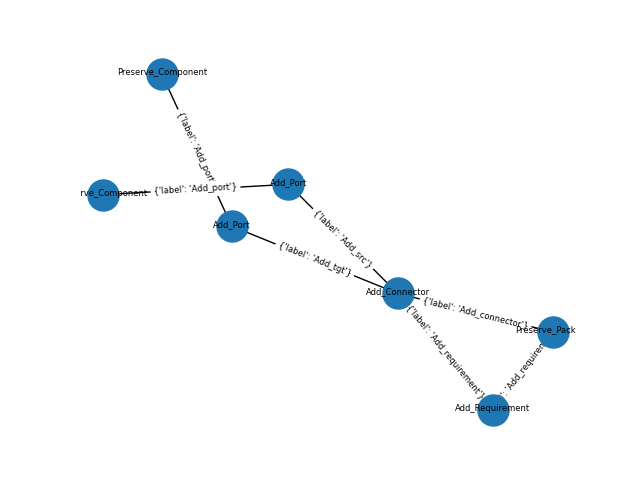 Preserve_Component
{'label': 'Add_port
rve_Component
{'label': 'Add_port'}
Add_Port
Add_Port
{'label': 'Add_src'}
{'label': 'Add_tgt'}
Add_Connector
{'label': 'Add_connector'}
Preserve_Pack
{'label': 'Add_requirement'}
': 'Add_requirem
Add_Requirement